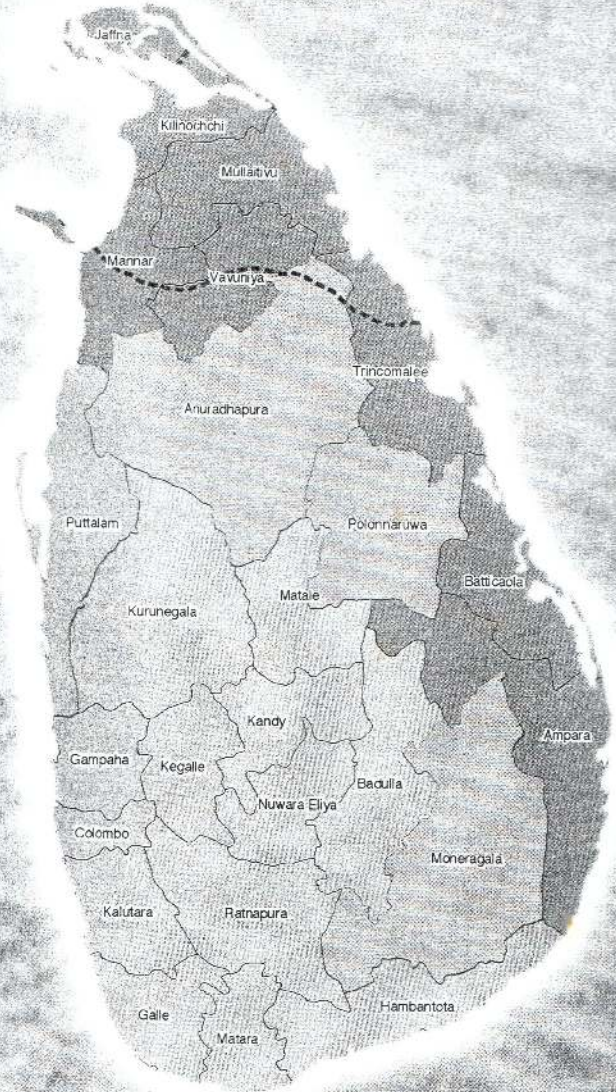 Jaffna
Kilinochchi
Mullaitivu
Mannar
Vavuniya
Trincomalee
Anuradhapura
Puttalam
Polonnaruwa
Batticaola
Kurunegala
Matale
Kandy
Ampara
Gampaha
Kegalle
Badulla
Nuwara Eliya
Colombo
Moneragala
Kalutara
Ratnapura
Galle
Hambantota
Matara